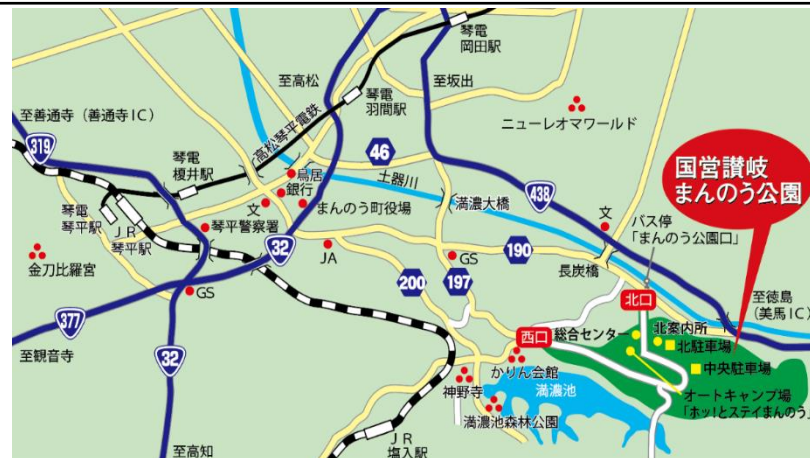 琴電
岡田駅
至高松
琴電
羽間駅
至坂出
至善通寺（善通寺IC）
319
高松琴平電鉄
ニューレオマワールド
琴電
榎井駅
46
土器川
438
国営讃岐
まんのう公園
鳥居
銀行
文
まんのう町役場
満濃大橋
文
バス停
「まんのう公園口」
琴電
琴平駅
JR
琴平駅
琴平警察署
32
JA
GS
190
長炭橋
金刀比羅宮
GS
200
197
北口
至徳島
（美馬IC）
377
西口
総合センター
北案内所
北駐車場
中央駐車場
至観音寺
32
かりん会館
神野寺
満濃池
オートキャンプ場
「ホッ!とステイまんのう」
満濃池森林公園
至高知
JR
塩入駅